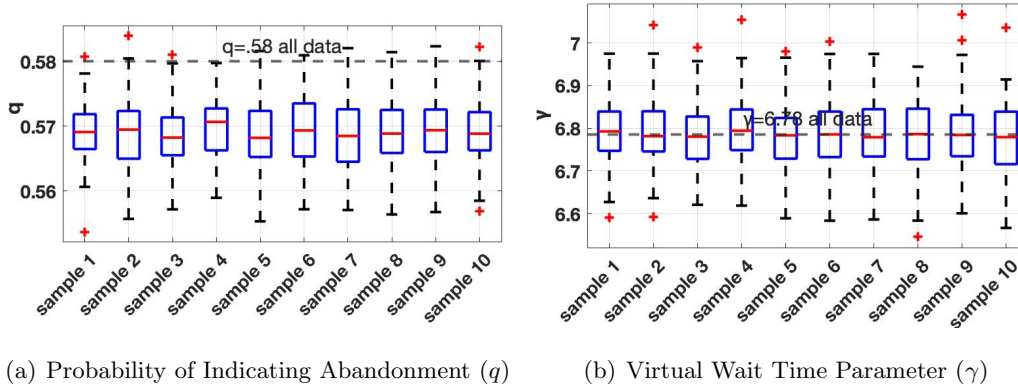 q=.58 all data
0.58
0.57
0.56
q
sample 1
sample 2
sample 3
sample 4
sample 5
sample 6
sample 7
sample 8
sample 9
sample 10
(a) Probability of Indicating Abandonment (q)
7
6.9
6.8
6.7
6.6
γ
γ=6.78 all data
sample 1
sample 2
sample 3
sample 4
sample 5
sample 6
sample 7
sample 8
sample 9
sample 10
(b) Virtual Wait Time Parameter (γ)